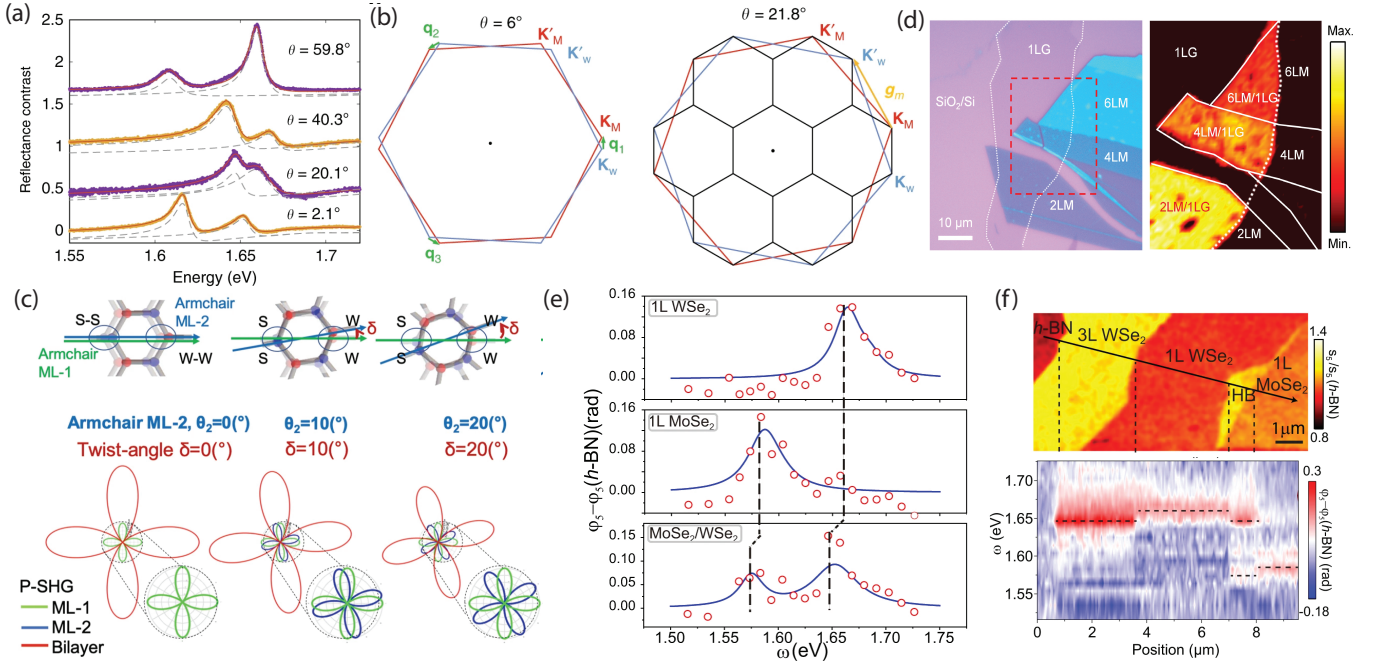 (a)
Reflectance contrast
2.5
2
1.5
1
0.5
0
θ = 59.8°
θ = 40.3°
θ = 20.1°
θ = 2.1°
1.55
1.60
1.65
1.70
Energy (eV)
(b)
θ = 6°
q₂
K′M
K′w
KM
q₁
Kw
q₃
θ = 21.8°
K′M
K′w
gm
KM
Kw
(d)
1LG
SiO₂/Si
6LM
4LM
2LM
10 μm
1LG
6LM
6LM/1LG
4LM/1LG
4LM
2LM/1LG
2LM
Max.
Min.
(c)
S-S
Armchair
ML-2
Armchair
ML-1
W-W
S
W
δ
S
W
S
W
δ
S
W
Armchair ML-2, θ₂=0(°)
θ₂=10(°)
θ₂=20(°)
Twist-angle δ=0(°)
δ=10(°)
δ=20(°)
P-SHG
ML-1
ML-2
Bilayer
(e)
φ₅–φ₅(h-BN)(rad)
0.16
1L WSe₂
0.08
0.00
0.16
1L MoSe₂
0.08
0.00
0.15
MoSe₂/WSe₂
0.10
0.05
0.00
1.50
1.55
1.60
1.65
1.70
1.75
ω(eV)
(f)
h-BN
3L WSe₂
1L WSe₂
1L
MoSe₂
HB
1μm
1.4
s₅/s₅(h-BN)
0.8
ω (eV)
1.70
1.65
1.60
1.55
0.3
φ₅–φ₅(h-BN) (rad)
-0.18
0
2
4
6
8
Position (μm)